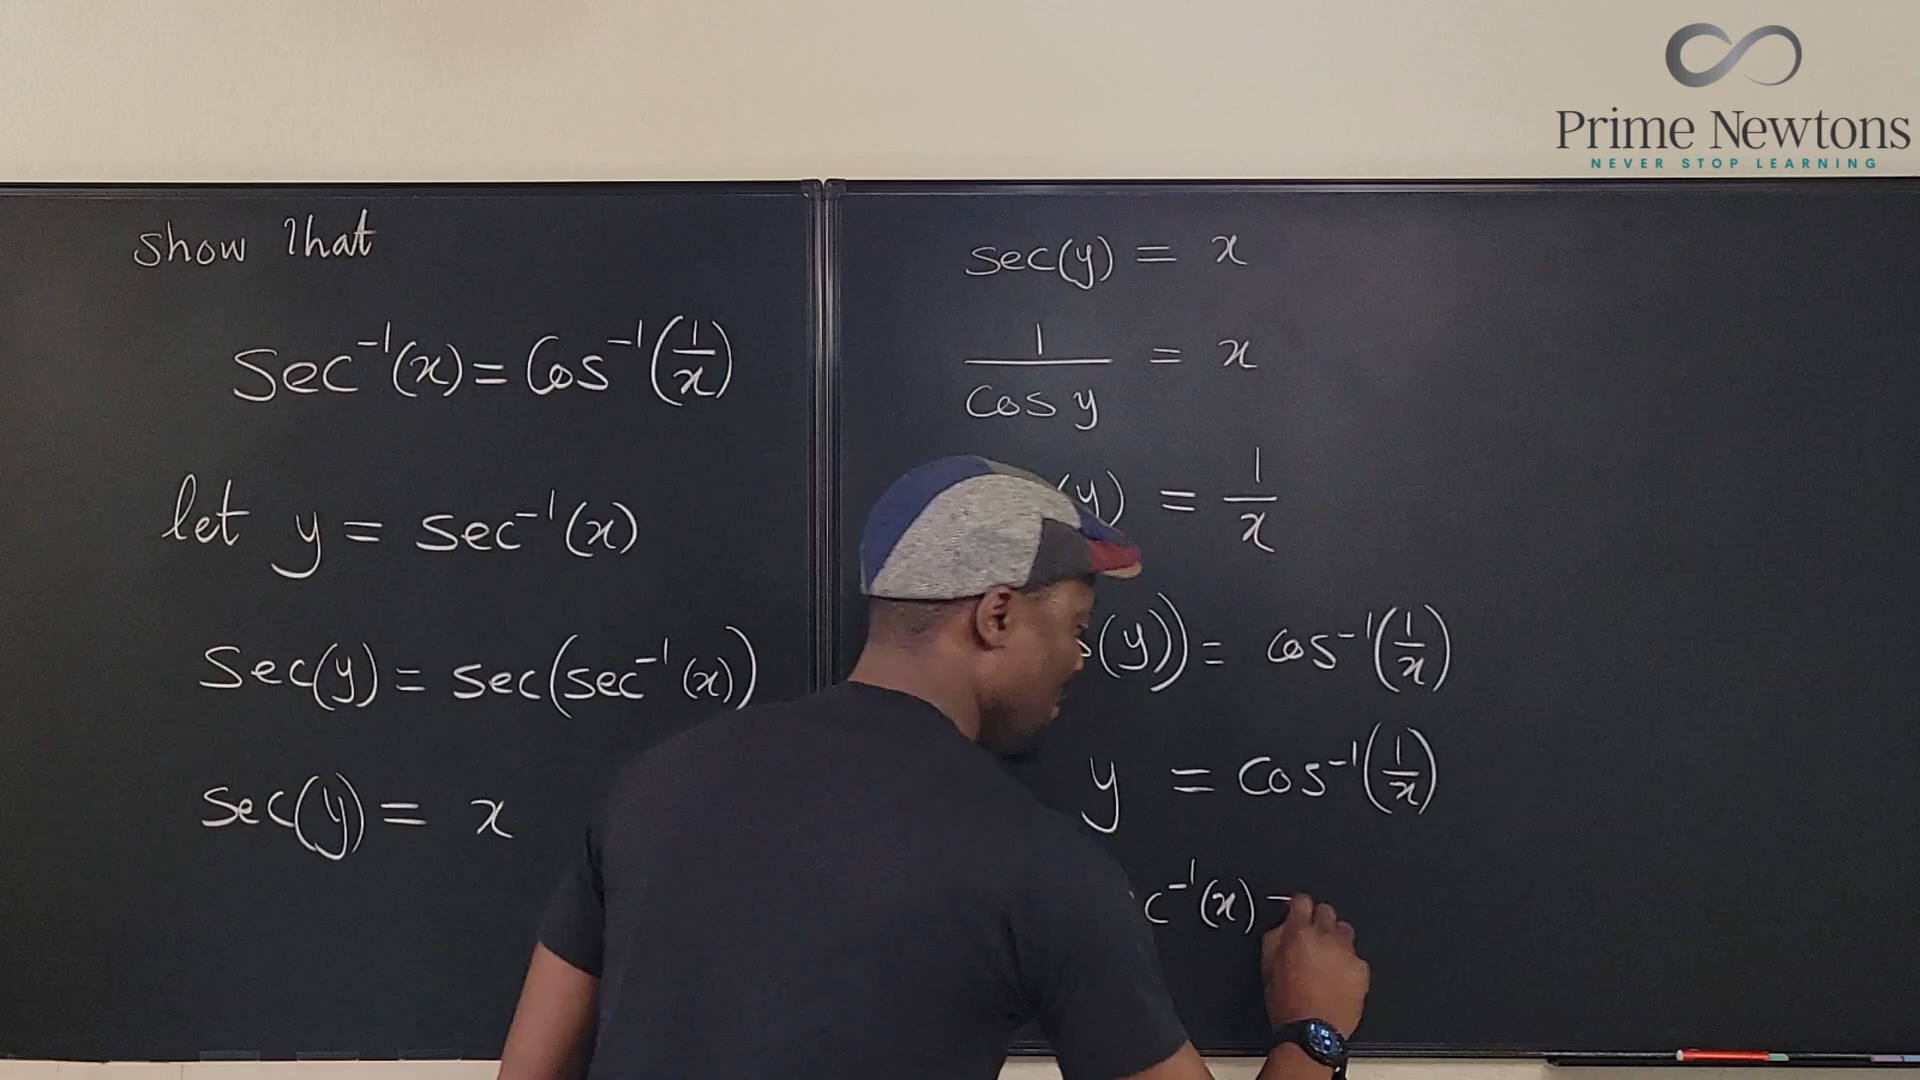 Prime Newtons
NEVER STOP LEARNING
show that
Sec⁻¹(x) = Cos⁻¹(1/x)
let y = sec⁻¹(x)
Sec(y) = sec(sec⁻¹(x))
sec(y) = x
sec(y) = x
1/Cos y = x
(y) = 1/x
(y)) = cos⁻¹(1/x)
y = Cos⁻¹(1/x)
c⁻¹(x) =